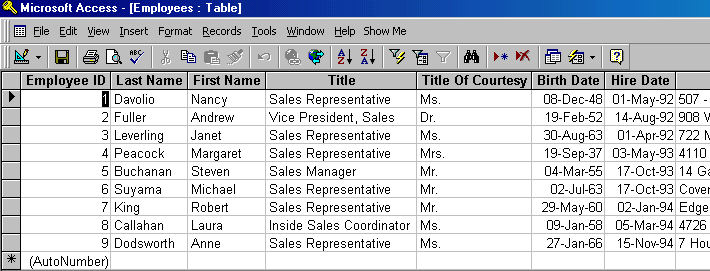 Microsoft Access - [Employees : Table]
File Edit View Insert Format Records Tools Window Help Show Me
Employee ID Last Name First Name Title Title Of Courtesy Birth Date Hire Date
1 Davolio Nancy Sales Representative Ms. 08-Dec-48 01-May-92 507 -
2 Fuller Andrew Vice President, Sales Dr. 19-Feb-52 14-Aug-92 908 W
3 Leverling Janet Sales Representative Ms. 30-Aug-63 01-Apr-92 722 M
4 Peacock Margaret Sales Representative Mrs. 19-Sep-37 03-May-93 4110
5 Buchanan Steven Sales Manager Mr. 04-Mar-55 17-Oct-93 14 Ga
6 Suyama Michael Sales Representative Mr. 02-Jul-63 17-Oct-93 Cover
7 King Robert Sales Representative Mr. 29-May-60 02-Jan-94 Edge
8 Callahan Laura Inside Sales Coordinator Ms. 09-Jan-58 05-Mar-94 4726
9 Dodsworth Anne Sales Representative Ms. 27-Jan-66 15-Nov-94 7 Hou
(AutoNumber)